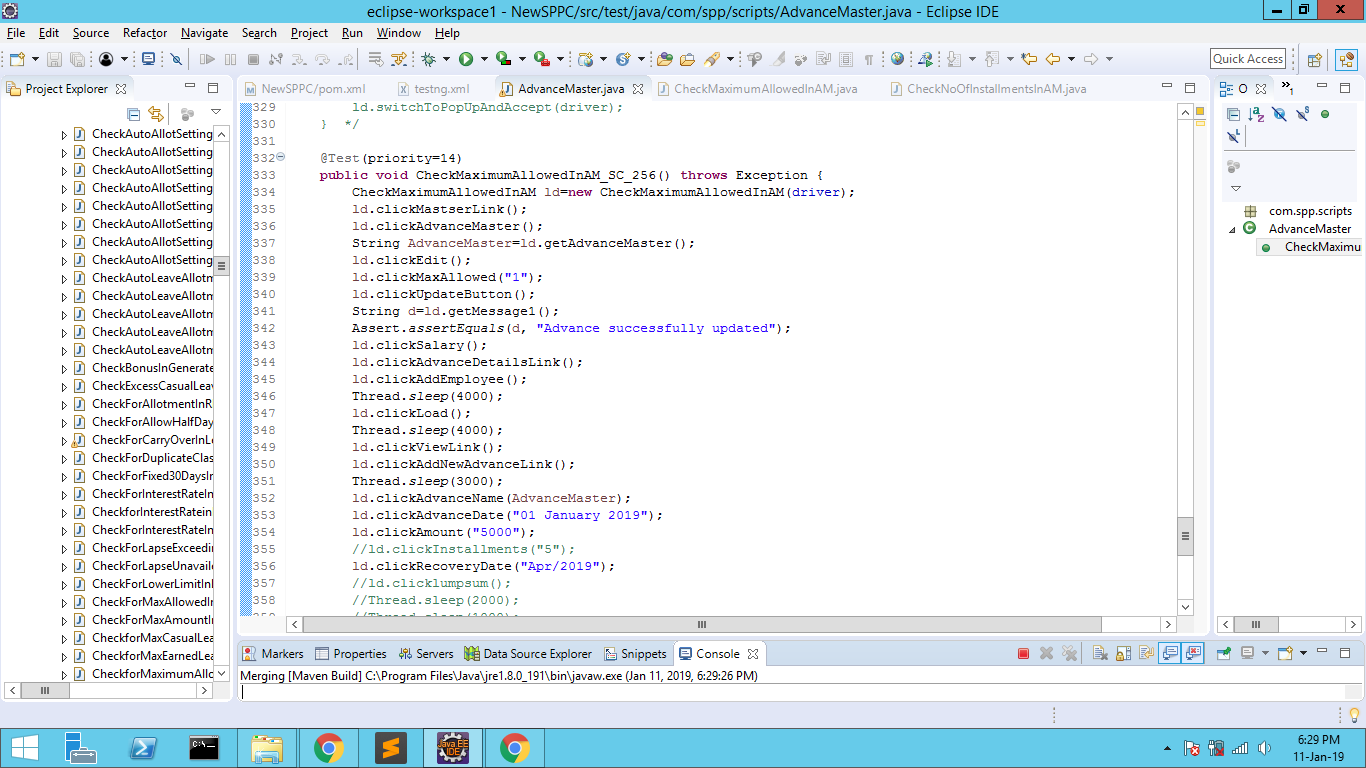 eclipse-workspace1 - NewSPPC/src/test/java/com/spp/scripts/AdvanceMaster.java - Eclipse IDE
File Edit Source Refactor Navigate Search Project Run Window Help
Quick Access
Project Explorer
NewSPPC/pom.xml testng.xml AdvanceMaster.java CheckMaximumAllowedInAM.java CheckNoOfInstallmentsInAM.java
O
CheckAutoAllotSetting
CheckAutoAllotSetting
CheckAutoAllotSetting
CheckAutoAllotSetting
CheckAutoAllotSetting
CheckAutoAllotSetting
CheckAutoAllotSetting
CheckAutoAllotSetting
CheckAutoLeaveAllotm
CheckAutoLeaveAllotm
CheckAutoLeaveAllotm
CheckAutoLeaveAllotm
CheckAutoLeaveAllotm
CheckBonusInGenerate
CheckExcessCasualLeav
CheckForAllotmentInR
CheckForAllowHalfDay
CheckForCarryOverInLe
CheckForDuplicateClas
CheckForFixed30DaysIn
CheckForInterestRateIn
CheckforInterestRatein
CheckForInterestRateIn
CheckForLapseExceedin
CheckForLapseUnavaile
CheckForLowerLimitInl
CheckForMaxAllowedIn
CheckForMaxAmountIn
CheckforMaxCasualLea
CheckforMaxEarnedLea
CheckforMaximumAllo
329 ld.switchToPopUpAndAccept(driver);
330 } */
331
332 @Test(priority=14)
333 public void CheckMaximumAllowedInAM_SC_256() throws Exception {
334 CheckMaximumAllowedInAM ld=new CheckMaximumAllowedInAM(driver);
335 ld.clickMastserLink();
336 ld.clickAdvanceMaster();
337 String AdvanceMaster=ld.getAdvanceMaster();
338 ld.clickEdit();
339 ld.clickMaxAllowed("1");
340 ld.clickUpdateButton();
341 String d=ld.getMessage1();
342 Assert.assertEquals(d, "Advance successfully updated");
343 ld.clickSalary();
344 ld.clickAdvanceDetailsLink();
345 ld.clickAddEmployee();
346 Thread.sleep(4000);
347 ld.clickLoad();
348 Thread.sleep(4000);
349 ld.clickViewLink();
350 ld.clickAddNewAdvanceLink();
351 Thread.sleep(3000);
352 ld.clickAdvanceName(AdvanceMaster);
353 ld.clickAdvanceDate("01 January 2019");
354 ld.clickAmount("5000");
355 //ld.clickInstallments("5");
356 ld.clickRecoveryDate("Apr/2019");
357 //ld.clicklumpsum();
358 //Thread.sleep(2000);
com.spp.scripts
AdvanceMaster
CheckMaximu
Markers Properties Servers Data Source Explorer Snippets Console
Merging [Maven Build] C:\Program Files\Java\jre1.8.0_191\bin\javaw.exe (Jan 11, 2019, 6:29:26 PM)
Java EE
IDE
6:29 PM
11-Jan-19